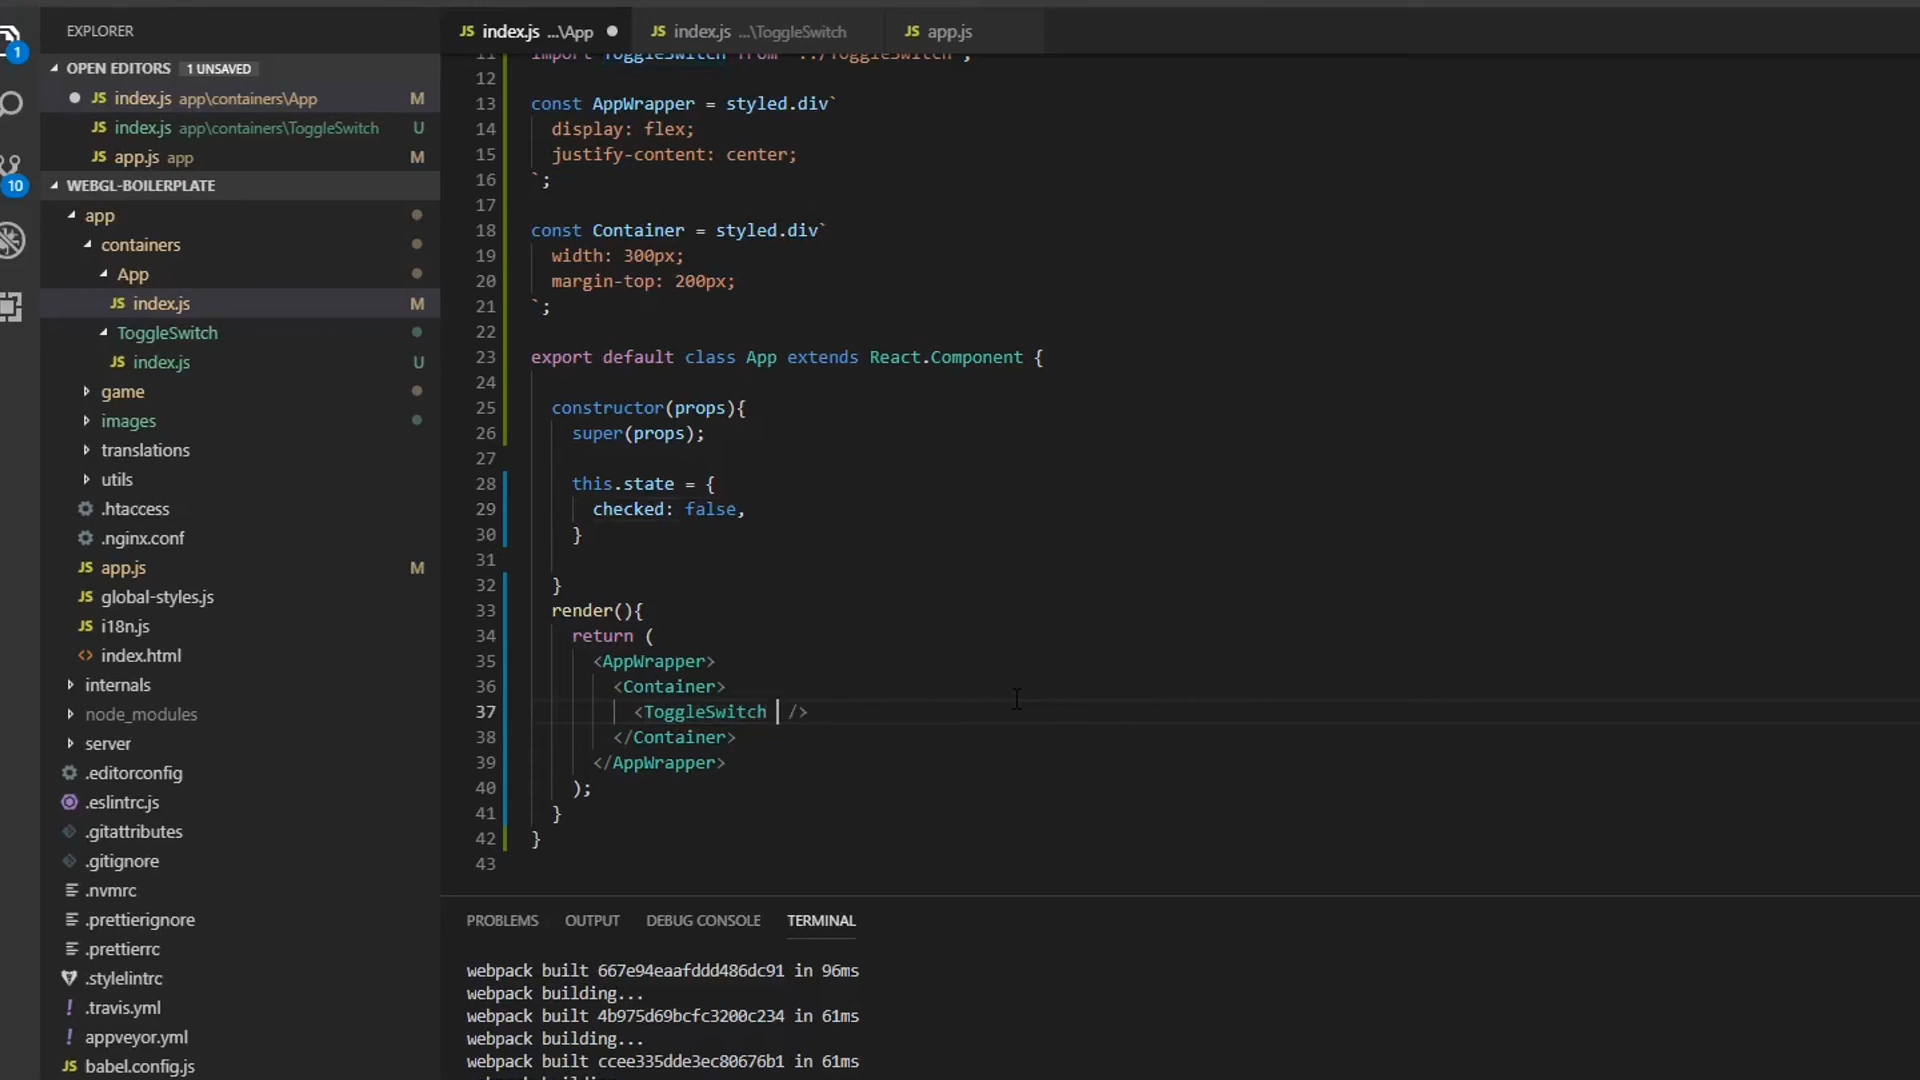 EXPLORER
OPEN EDITORS 1 UNSAVED
JS index.js app\containers\App M
JS index.js app\containers\ToggleSwitch U
JS app.js app M
WEBGL-BOILERPLATE
app
containers
App
JS index.js M
ToggleSwitch
JS index.js U
game
images
translations
utils
.htaccess
.nginx.conf
JS app.js M
JS global-styles.js
JS i18n.js
<> index.html
internals
node_modules
server
.editorconfig
.eslintrc.js
.gitattributes
.gitignore
.nvmrc
.prettierignore
.prettierrc
.stylelintrc
! .travis.yml
! appveyor.yml
JS babel.config.js
1
10
JS index.js ...\App
JS index.js ...\ToggleSwitch
JS app.js
11 import ToggleSwitch from '../ToggleSwitch';
12
13 const AppWrapper = styled.div`
14 display: flex;
15 justify-content: center;
16 `;
17
18 const Container = styled.div`
19 width: 300px;
20 margin-top: 200px;
21 `;
22
23 export default class App extends React.Component {
24
25 constructor(props){
26 super(props);
27
28 this.state = {
29 checked: false,
30 }
31
32 }
33 render(){
34 return (
35 <AppWrapper>
36 <Container>
37 <ToggleSwitch />
38 </Container>
39 </AppWrapper>
40 );
41 }
42 }
43
PROBLEMS OUTPUT DEBUG CONSOLE TERMINAL
webpack built 667e94eaafddd486dc91 in 96ms
webpack building...
webpack built 4b975d69bcfc3200c234 in 61ms
webpack building...
webpack built ccee335dde3ec80676b1 in 61ms